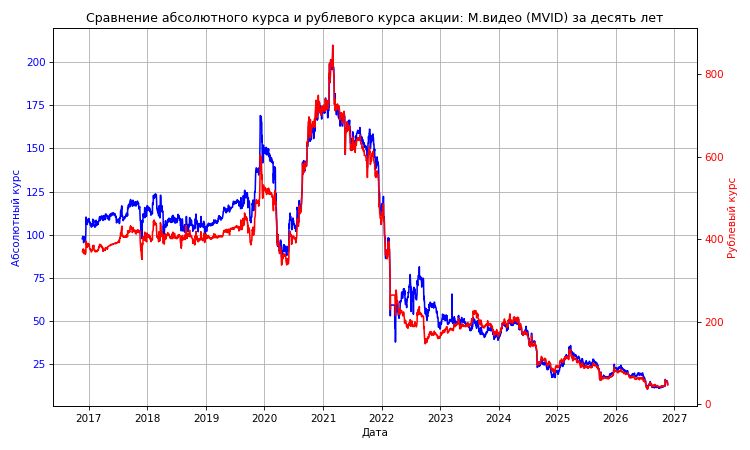 Сравнение абсолютного курса и рублевого курса акции: М.видео (MVID) за десять лет
Абсолютный курс
200
175
150
125
100
75
50
25
800
600
400
200
0
Рублевый курс
2017 2018 2019 2020 2021 2022 2023 2024 2025 2026 2027
Дата